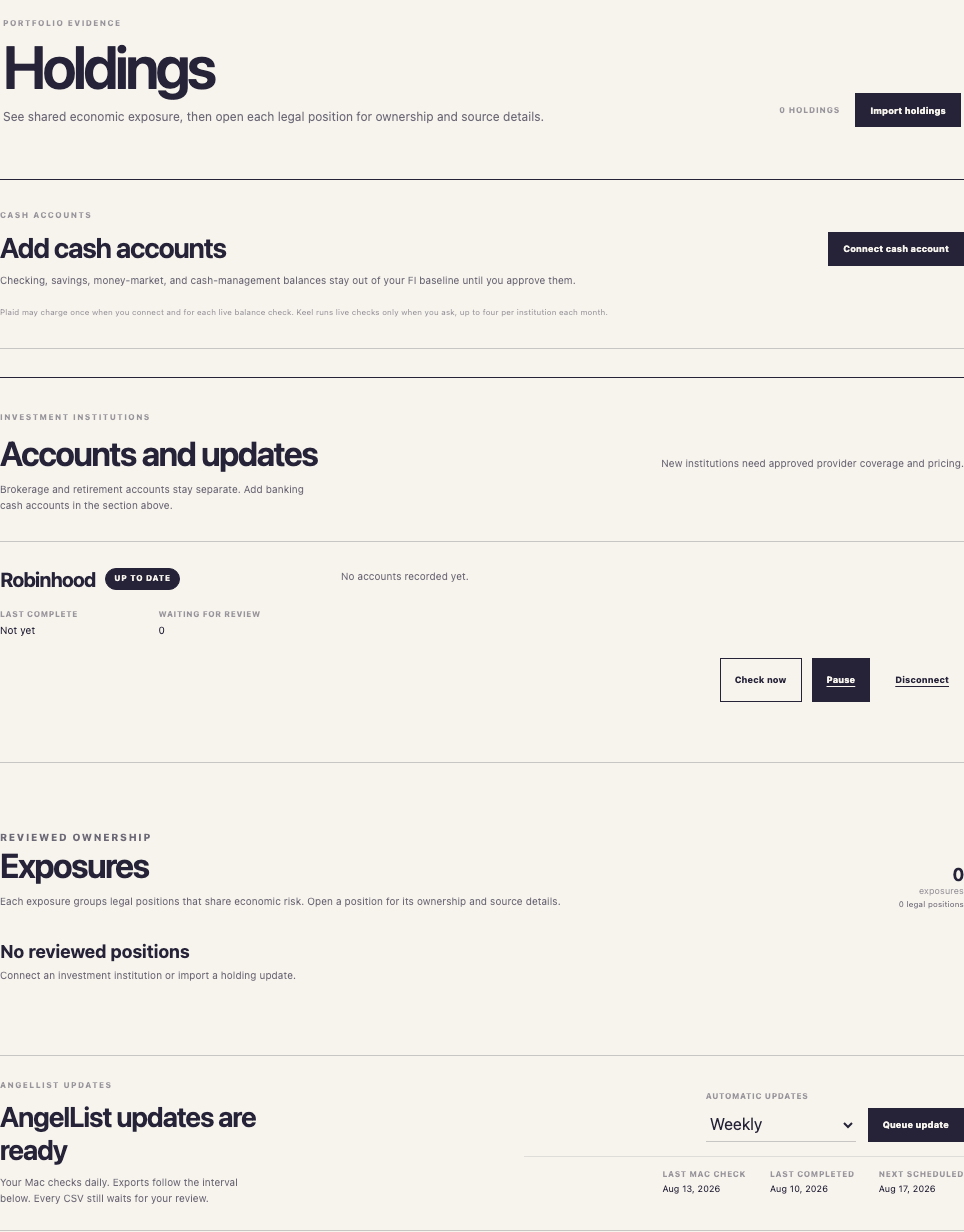 PORTFOLIO EVIDENCE
Holdings
See shared economic exposure, then open each legal position for ownership and source details.
0 HOLDINGS
Import holdings
CASH ACCOUNTS
Add cash accounts
Connect cash account
Checking, savings, money-market, and cash-management balances stay out of your FI baseline until you approve them.
Plaid may charge once when you connect and for each live balance check. Keel runs live checks only when you ask, up to four per institution each month.
INVESTMENT INSTITUTIONS
Accounts and updates
New institutions need approved provider coverage and pricing.
Brokerage and retirement accounts stay separate. Add banking
cash accounts in the section above.
Robinhood
UP TO DATE
No accounts recorded yet.
LAST COMPLETE
WAITING FOR REVIEW
Not yet
0
Check now
Pause
Disconnect
REVIEWED OWNERSHIP
Exposures
Each exposure groups legal positions that share economic risk. Open a position for its ownership and source details.
0
exposures
0 legal positions
No reviewed positions
Connect an investment institution or import a holding update.
ANGELLIST UPDATES
AngelList updates are
ready
Your Mac checks daily. Exports follow the interval
below. Every CSV still waits for your review.
AUTOMATIC UPDATES
Weekly
Queue update
LAST MAC CHECK
LAST COMPLETED
NEXT SCHEDULED
Aug 13, 2026
Aug 10, 2026
Aug 17, 2026